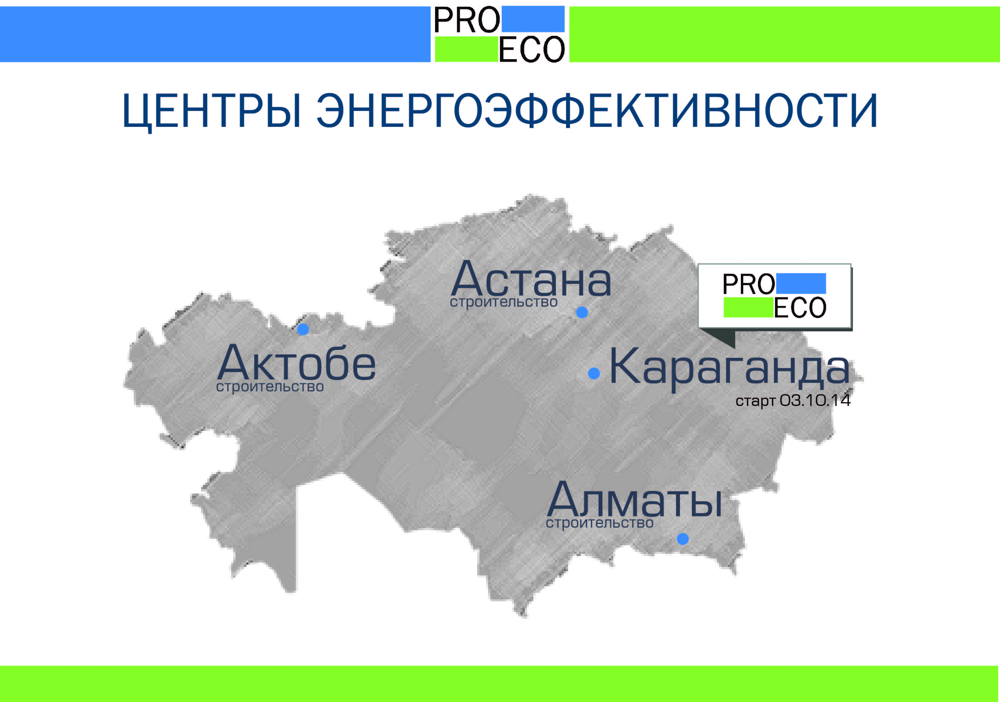 PRO
ECO
ЦЕНТРЫ ЭНЕРГОЭФФЕКТИВНОСТИ
Астана
строительство
PRO
ECO
Актобе
строительство
Караганда
старт 03.10.14
Алматы
строительство